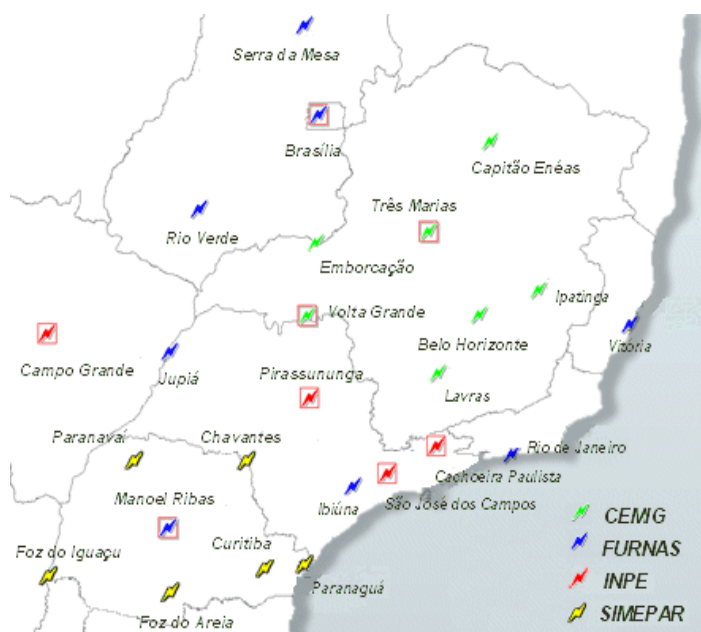 Serra da Mesa
Brasília
Capitão Enéas
Três Marias
Rio Verde
Emborcação
Ipatinga
Volta Grande
Belo Horizonte
Vitória
Campo Grande
Jupiá
Pirassununga
Lavras
Paranavaí
Chavantes
Rio de Janeiro
Cachoeira Paulista
Manoel Ribas
Ibiúna
São José dos Campos
CEMIG
Curitiba
Foz do Iguaçu
FURNAS
Paranaguá
INPE
Foz do Areia
SIMEPAR